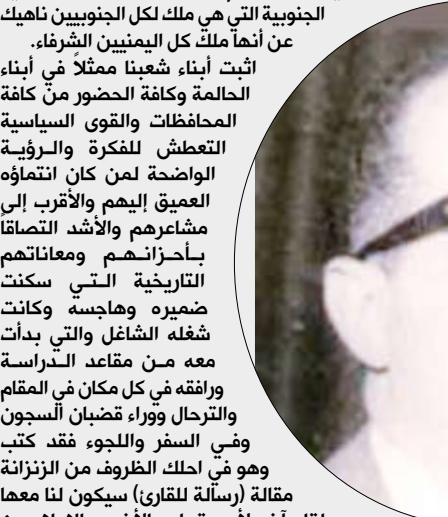 الجنوبية التي هي ملك لكل الجنوبيين ناهيك
عن أنها ملك كل اليمنيين الشرفاء.
اثبت أبناء شعبنا ممثلاً في أبناء
الحالمة وكافة الحضور من كافة
المحافظات والقوى السياسية
التعطش للفكرة والرؤية
الواضحة لمن كان انتماؤه
العميق إليهم والأقرب إلى
مشاعرهم والأشد التصاقاً
بأحزانهم ومعاناتهم
التاريخية التي سكنت
ضميره وهاجسه وكانت
شغله الشاغل والتي بدأت
معه من مقاعد الدراسة
ورافقه في كل مكان في المقام
والترحال ووراء قضبان السجون
وفي السفر واللجوء فقد كتب
وهو في احلك الظروف من الزنزانة
مقالة (رسالة للقارئ) سيكون لنا معها